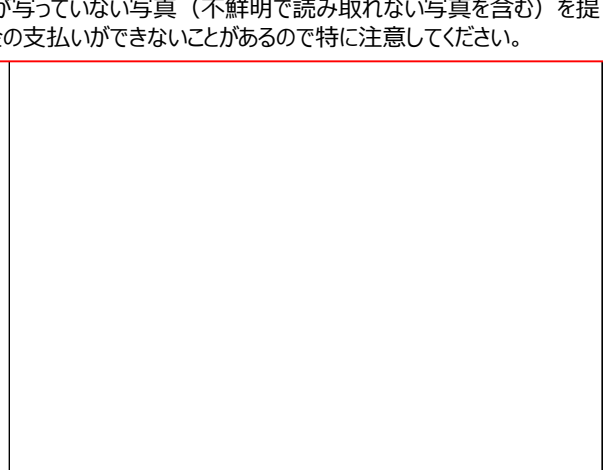 が写っていない写真（不鮮明で読み取れない写真を含む）を提
の支払いができないことがあるので特に注意してください。